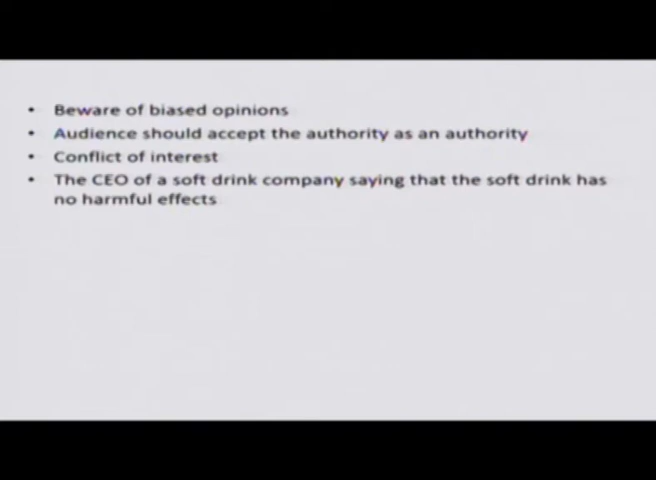 • Beware of biased opinions
• Audience should accept the authority as an authority
• Conflict of interest
• The CEO of a soft drink company saying that the soft drink has
no harmful effects